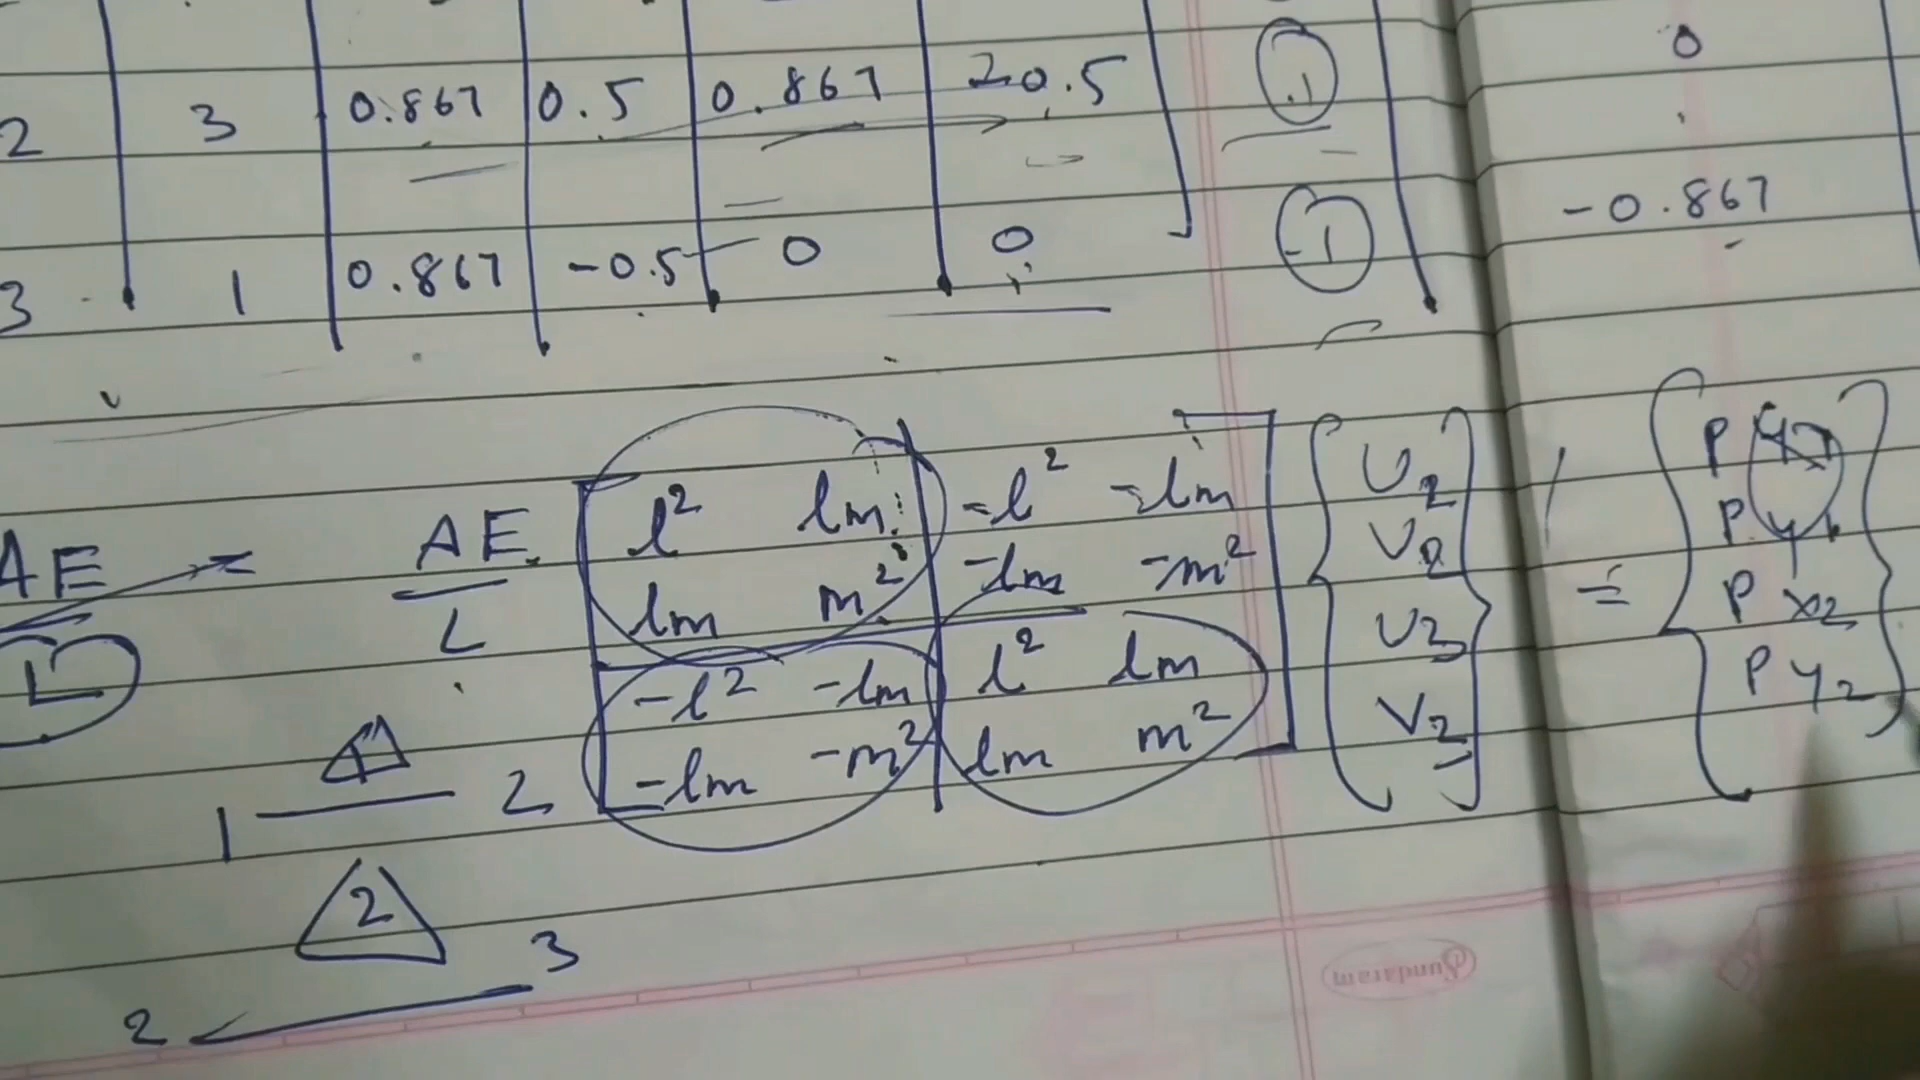 2 3 0.867 0.5 0.867 0.5 1 0
3 1 0.867 -0.5 0 0 -1 -0.867
AE = AE/L
L
l² lm -l² -lm U2
lm m² -lm -m² V2
-l² -lm l² lm U3
-lm -m² lm m² V3
=
P
P y
P x2
P y2
1 2
2
2 3
Sundaram